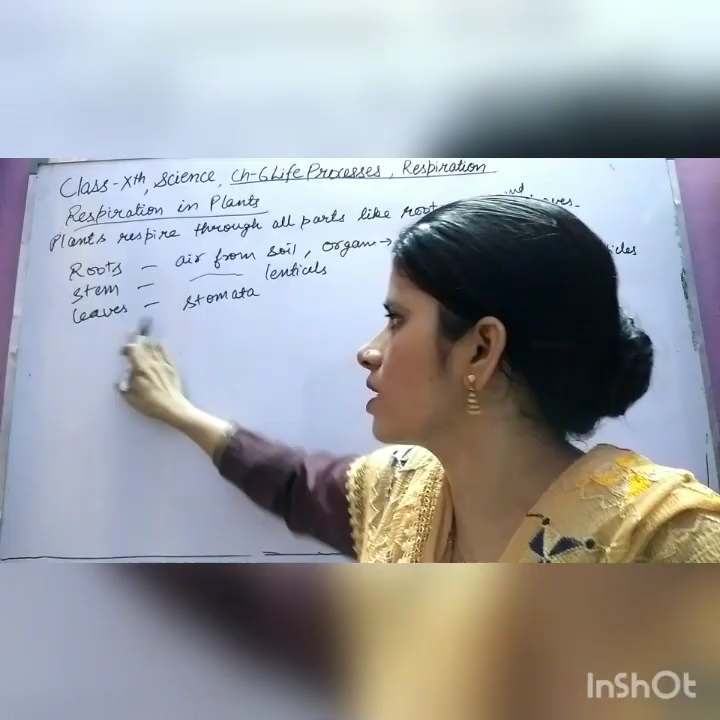 Class-Xth, Science, Ch-6 Life Processes, Respiration
Respiration in Plants
Plants respire through all parts like root
Roots - air from soil, organ →
Stem - lenticels
leaves - stomata
InShOt